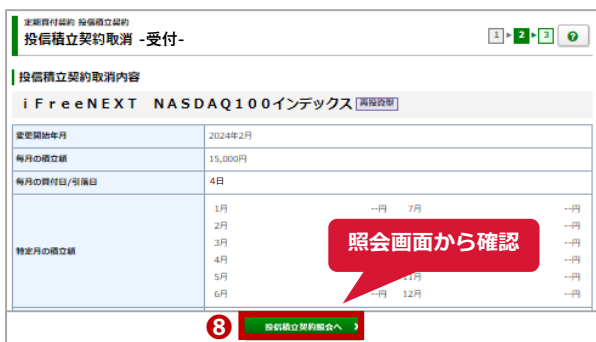 定期買付契約 投信積立契約
投信積立契約取消 -受付-
1 2 3 ?
投信積立契約取消内容
iFreeNEXT NASDAQ100インデックス 再投資型
変更開始年月 2024年2月
毎月の積立額 15,000円
毎月の買付日/引落日 4日
特定月の積立額
1月 --円 7月 --円
2月 --円
3月 --円
4月 --円
5月 11月 --円
6月 --円 12月 --円
照会画面から確認
8 投信積立契約照会へ